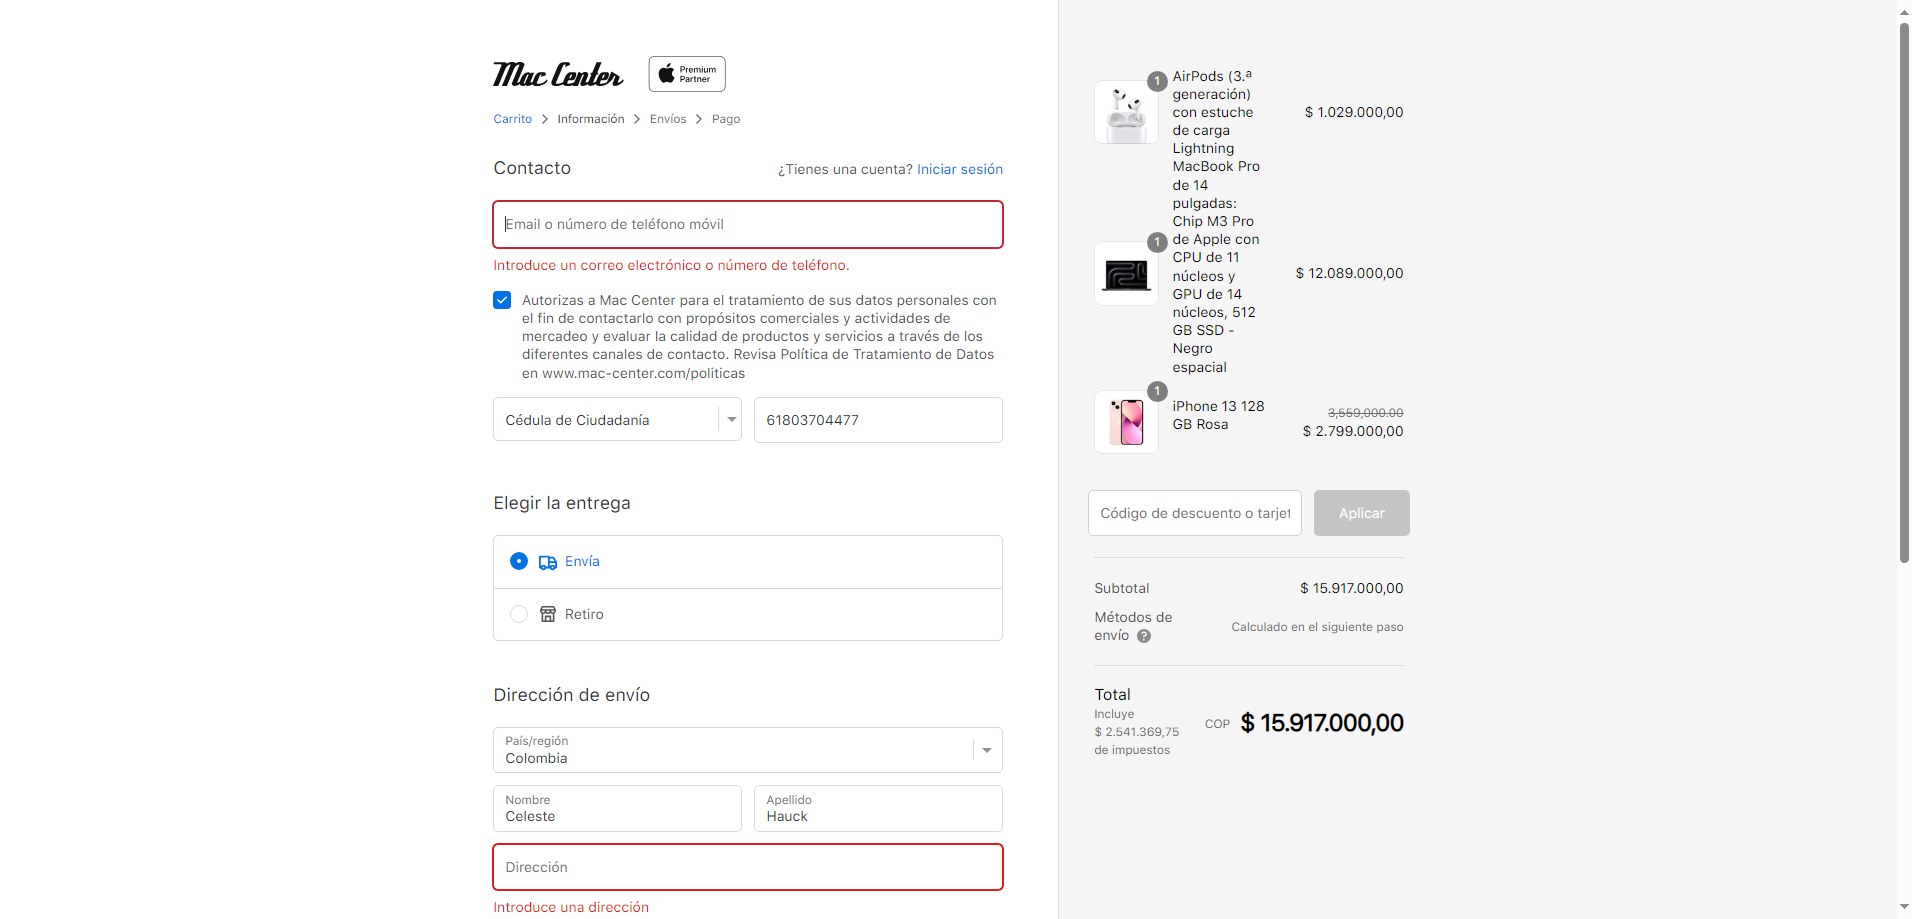 Mac Center
Premium
Partner
Carrito > Información > Envíos > Pago
Contacto
¿Tienes una cuenta? Iniciar sesión
Email o número de teléfono móvil
Introduce un correo electrónico o número de teléfono.
Autorizas a Mac Center para el tratamiento de sus datos personales con
el fin de contactarlo con propósitos comerciales y actividades de
mercadeo y evaluar la calidad de productos y servicios a través de los
diferentes canales de contacto. Revisa Política de Tratamiento de Datos
en www.mac-center.com/politicas
Cédula de Ciudadanía
61803704477
Elegir la entrega
Envía
Retiro
Dirección de envío
País/región
Colombia
Nombre
Celeste
Apellido
Hauck
Dirección
Introduce una dirección
1
AirPods (3.ª
generación)
con estuche
de carga
Lightning
$ 1.029.000,00
1
MacBook Pro
de 14
pulgadas:
Chip M3 Pro
de Apple con
CPU de 11
núcleos y
GPU de 14
núcleos, 512
GB SSD -
Negro
espacial
$ 12.089.000,00
1
iPhone 13 128
GB Rosa
3,559,000.00
$ 2.799.000,00
Código de descuento o tarjet
Aplicar
Subtotal
$ 15.917.000,00
Métodos de
envío ?
Calculado en el siguiente paso
Total
Incluye
$ 2.541.369,75
de impuestos
COP $ 15.917.000,00